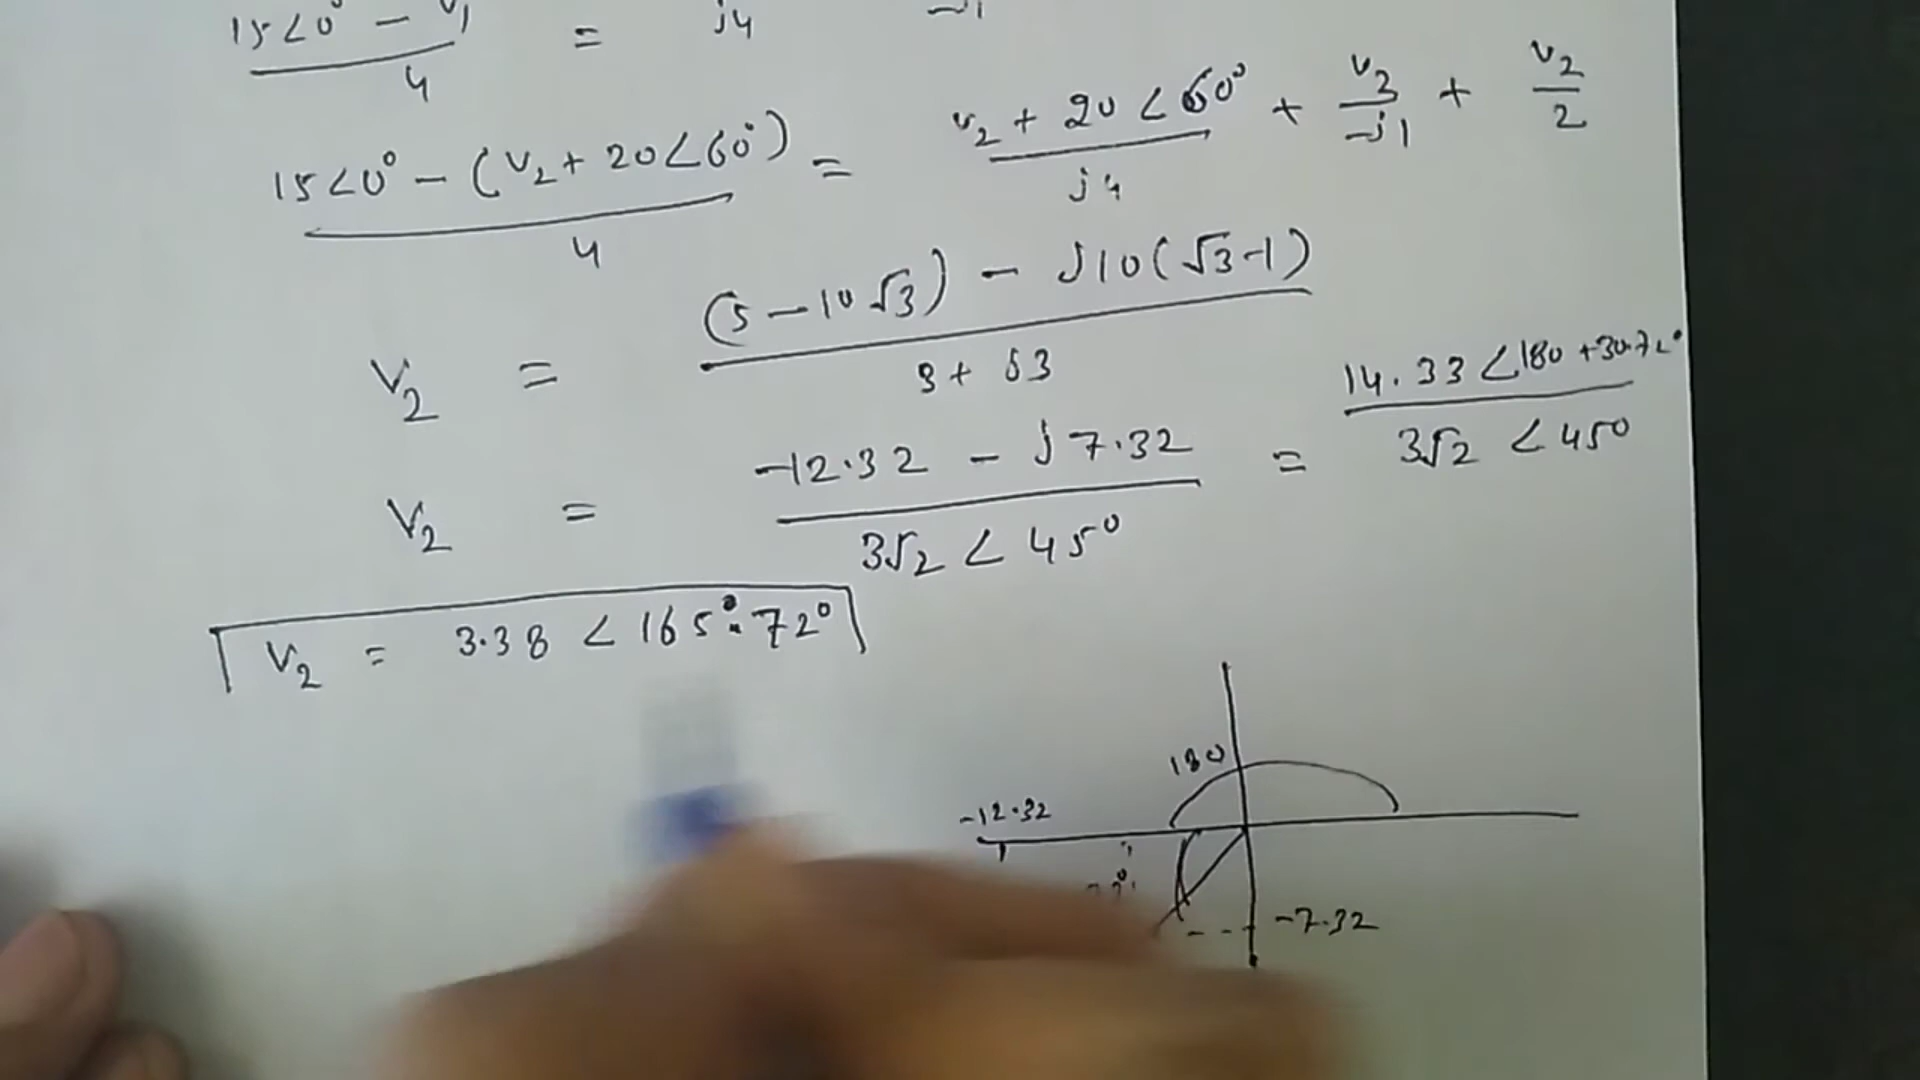 15<0° - V1 / 4 = j4 -j1
15<0° - (V2 + 20<60°) / 4 = V2 + 20<60° / j4 + V2 / -j1 + V2 / 2
V2 = (5-10√3) - j10(√3-1) / 3+j3
V2 = -12.32 - j7.32 / 3√2 <45° = 14.33 <180+30.72° / 3√2 <45°
V2 = 3.38 <165°.72°
180
-12.32
-7.32